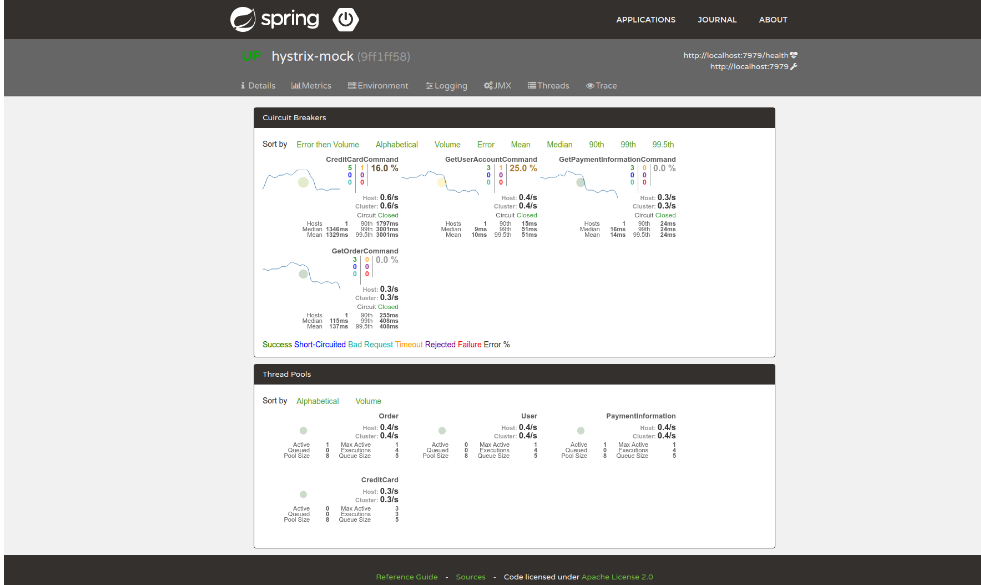 spring
APPLICATIONS JOURNAL ABOUT
UP hystrix-mock (9ff1ff58)
http://localhost:7979/health
http://localhost:7979
Details Metrics Environment Logging JMX Threads Trace
Cuircuit Breakers
Sort by Error then Volume Alphabetical Volume Error Mean Median 90th 99th 99.5th
CreditCardCommand GetUserAccountCommand GetPaymentInformationCommand
5 1 16.0 % 3 1 25.0 % 3 0 0.0 %
0 0 0 0 0 0
0 0 0 0 0 0
Host: 0.6/s Host: 0.4/s Host: 0.3/s
Cluster: 0.6/s Cluster: 0.4/s Cluster: 0.3/s
Circuit Closed Circuit Closed Circuit Closed
Hosts 1 90th 1797ms Hosts 1 90th 15ms Hosts 1 90th 24ms
Median 1346ms 99th 3001ms Median 9ms 99th 51ms Median 16ms 99th 24ms
Mean 1329ms 99.5th 3001ms Mean 10ms 99.5th 51ms Mean 14ms 99.5th 24ms
GetOrderCommand
3 0 0.0 %
0 0
0 0
Host: 0.3/s
Cluster: 0.3/s
Circuit Closed
Hosts 1 90th 255ms
Median 115ms 99th 408ms
Mean 137ms 99.5th 408ms
Success Short-Circuited Bad Request Timeout Rejected Failure Error %
Thread Pools
Sort by Alphabetical Volume
Order User PaymentInformation
Host: 0.4/s Host: 0.4/s Host: 0.4/s
Cluster: 0.4/s Cluster: 0.4/s Cluster: 0.4/s
Active 1 Max Active 1 Active 0 Max Active 1 Active 1 Max Active 1
Queued 0 Executions 4 Queued 0 Executions 4 Queued 0 Executions 4
Pool Size 8 Queue Size 5 Pool Size 8 Queue Size 5 Pool Size 8 Queue Size 5
CreditCard
Host: 0.3/s
Cluster: 0.3/s
Active 0 Max Active 3
Queued 0 Executions 3
Pool Size 8 Queue Size 5
Reference Guide - Sources - Code licensed under Apache License 2.0